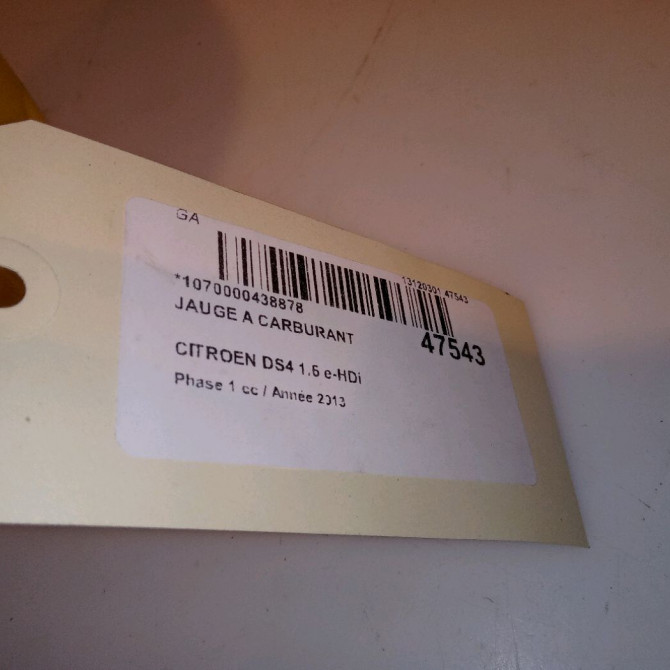 GA
13120301 47543
*1070000438878
JAUGE A CARBURANT
47543
CITROEN DS4 1.6 e-HDi
Phase 1 cc / Année 2013